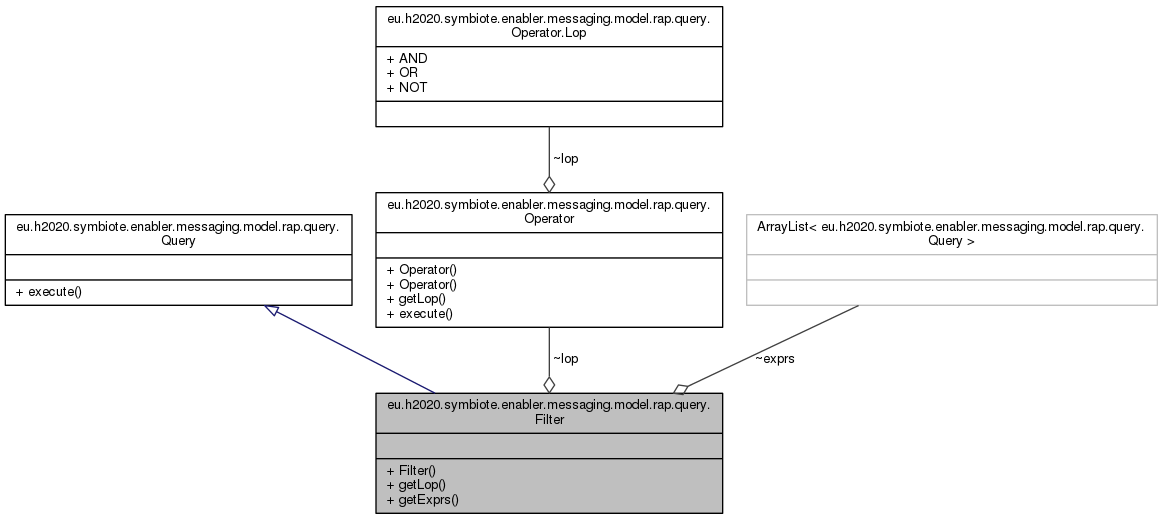 eu.h2020.symbiote.enabler.messaging.model.rap.query.
Operator.Lop
+ AND
+ OR
+ NOT
~lop
eu.h2020.symbiote.enabler.messaging.model.rap.query.
Query
+ execute()
eu.h2020.symbiote.enabler.messaging.model.rap.query.
Operator
+ Operator()
+ Operator()
+ getLop()
+ execute()
ArrayList< eu.h2020.symbiote.enabler.messaging.model.rap.query.
Query >
~lop
~exprs
eu.h2020.symbiote.enabler.messaging.model.rap.query.
Filter
+ Filter()
+ getLop()
+ getExprs()